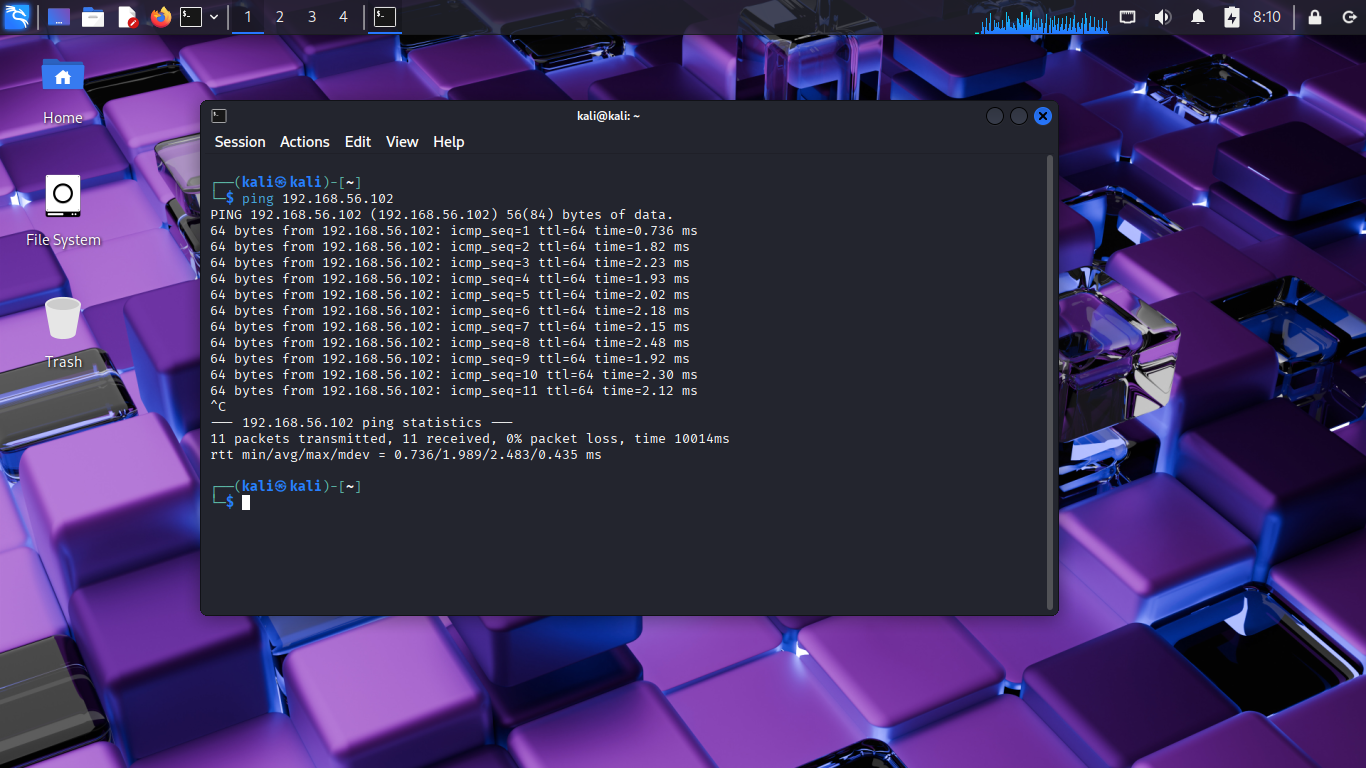 1 2 3 4 8:10
Home
File System
Trash
kali@kali: ~
Session Actions Edit View Help
┌──(kali㉿kali)-[~]
└─$ ping 192.168.56.102
PING 192.168.56.102 (192.168.56.102) 56(84) bytes of data.
64 bytes from 192.168.56.102: icmp_seq=1 ttl=64 time=0.736 ms
64 bytes from 192.168.56.102: icmp_seq=2 ttl=64 time=1.82 ms
64 bytes from 192.168.56.102: icmp_seq=3 ttl=64 time=2.23 ms
64 bytes from 192.168.56.102: icmp_seq=4 ttl=64 time=1.93 ms
64 bytes from 192.168.56.102: icmp_seq=5 ttl=64 time=2.02 ms
64 bytes from 192.168.56.102: icmp_seq=6 ttl=64 time=2.18 ms
64 bytes from 192.168.56.102: icmp_seq=7 ttl=64 time=2.15 ms
64 bytes from 192.168.56.102: icmp_seq=8 ttl=64 time=2.48 ms
64 bytes from 192.168.56.102: icmp_seq=9 ttl=64 time=1.92 ms
64 bytes from 192.168.56.102: icmp_seq=10 ttl=64 time=2.30 ms
64 bytes from 192.168.56.102: icmp_seq=11 ttl=64 time=2.12 ms
^C
--- 192.168.56.102 ping statistics ---
11 packets transmitted, 11 received, 0% packet loss, time 10014ms
rtt min/avg/max/mdev = 0.736/1.989/2.483/0.435 ms
┌──(kali㉿kali)-[~]
└─$